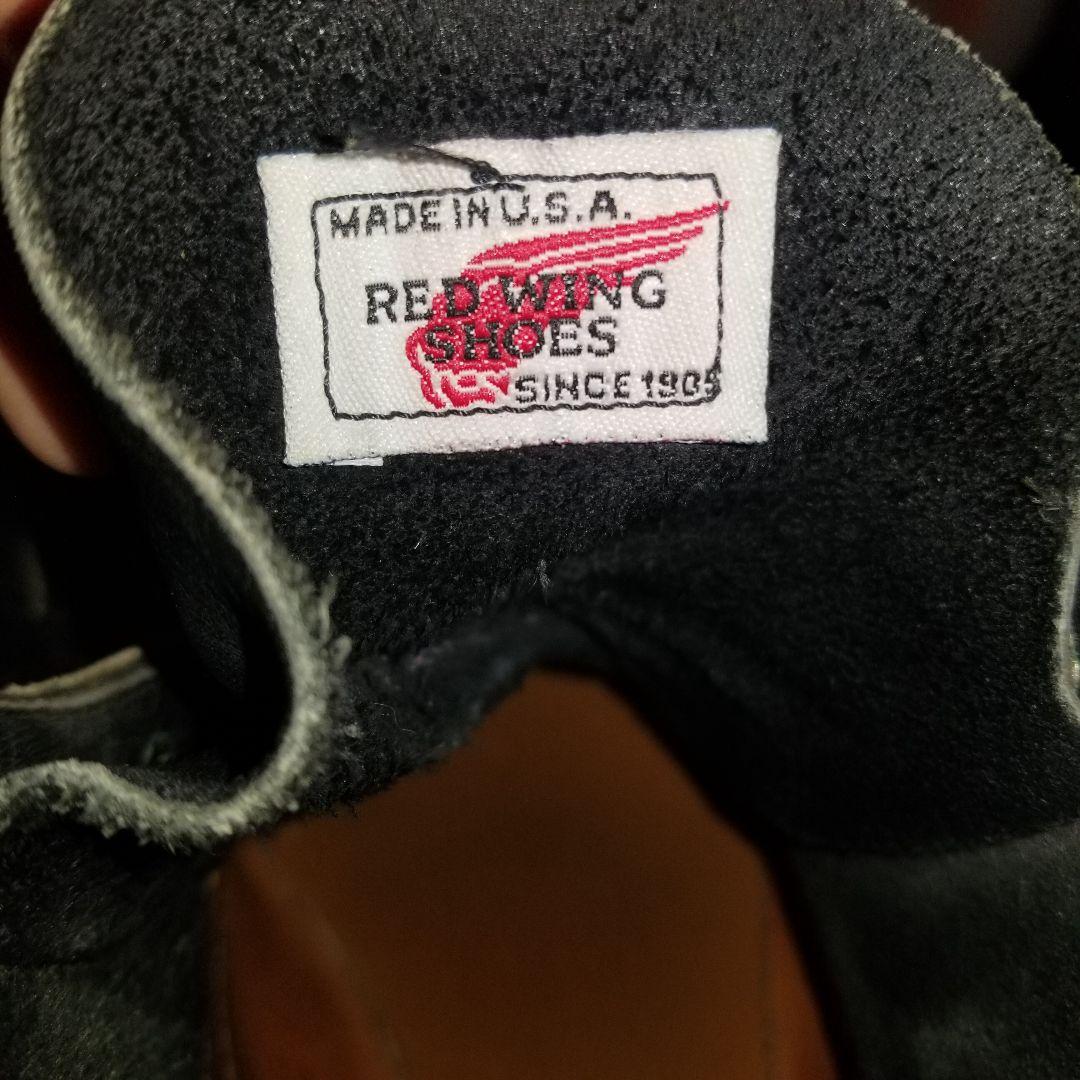 MADE IN U.S.A.
RED WING
SHOES
SINCE 1905